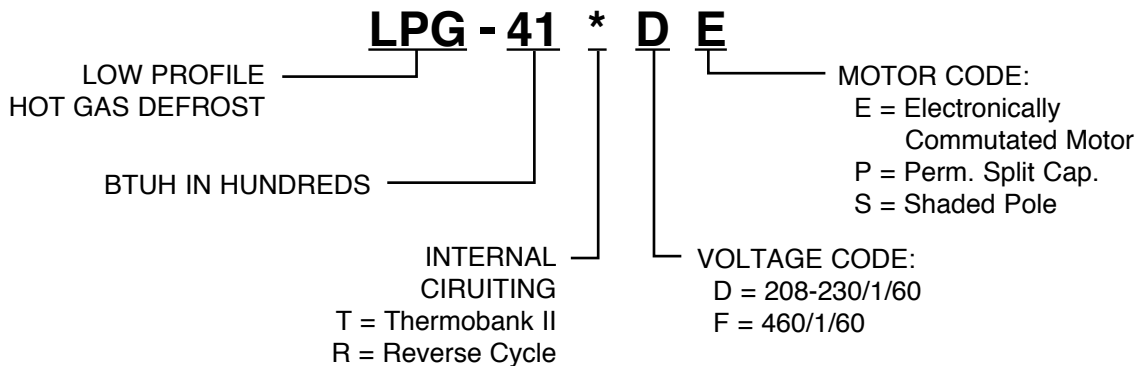 LPG - 41 * D E
LOW PROFILE
HOT GAS DEFROST
BTUH IN HUNDREDS
INTERNAL
CIRUITING
T = Thermobank II
R = Reverse Cycle
VOLTAGE CODE:
D = 208-230/1/60
F = 460/1/60
MOTOR CODE:
E = Electronically
Commutated Motor
P = Perm. Split Cap.
S = Shaded Pole